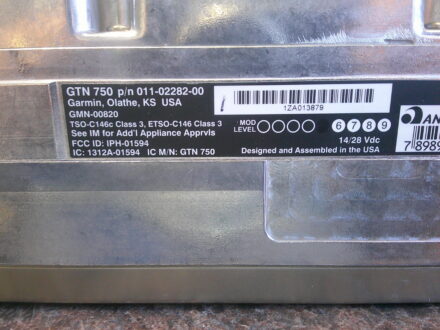 GTN 750 p/n 011-02282-00
Garmin, Olathe, KS USA
GMN-00820
TSO-C146c Class 3, ETSO-C146 Class 3
See IM for Add'l Appliance Apprvls
FCC ID: IPH-01594
IC: 1312A-01594 IC M/N: GTN 750
1ZA013879
MOD
LEVEL
6 7 8 9
14/28 Vdc
Designed and Assembled in the USA
AN
78989